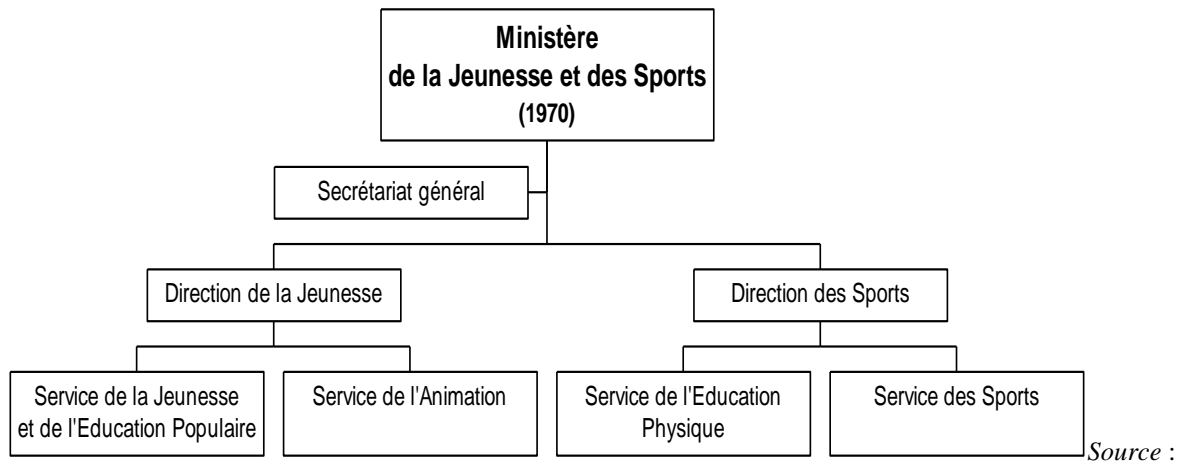 Ministère
de la Jeunesse et des Sports
(1970)
Secrétariat général
Direction de la Jeunesse
Direction des Sports
Service de la Jeunesse
et de l'Education Populaire
Service de l'Animation
Service de l'Education
Physique
Service des Sports
Source :